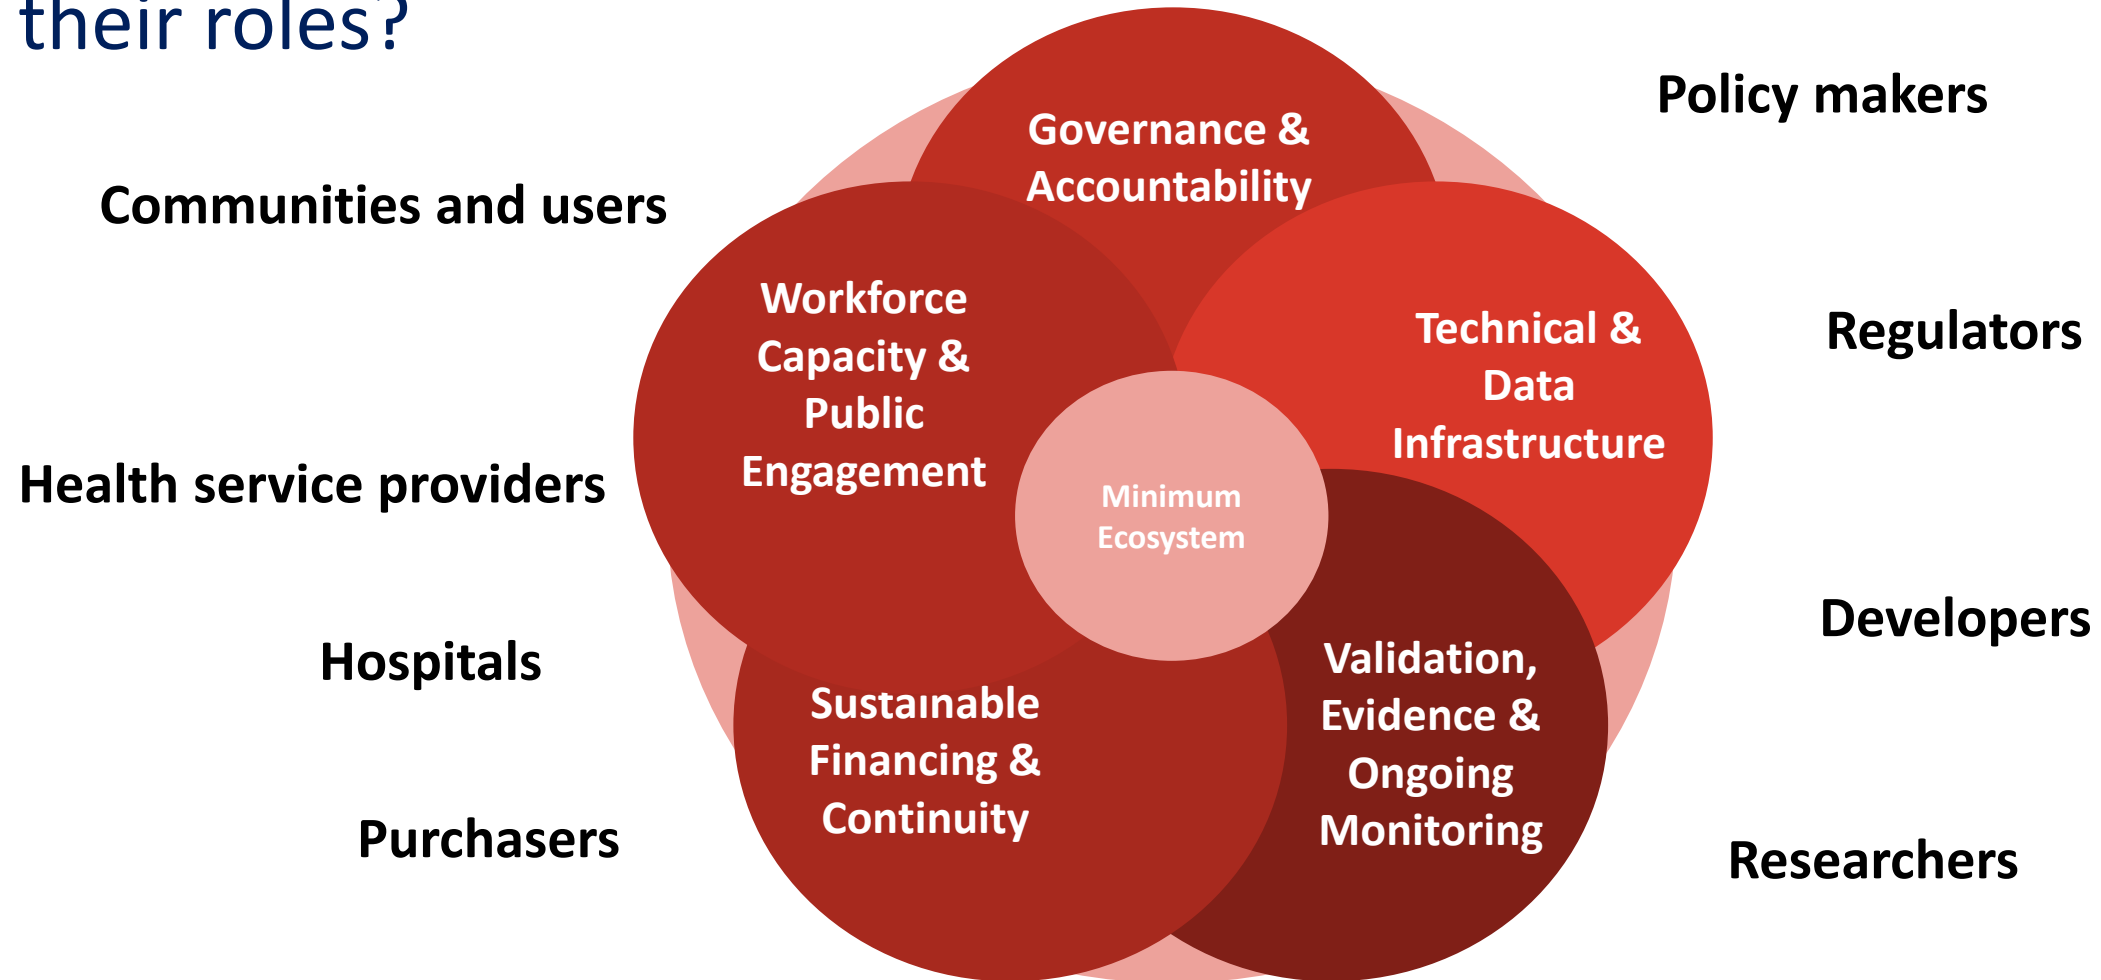 their roles?
Policy makers
Governance &
Accountability
Communities and users
Workforce
Capacity &
Public
Engagement
Technical &
Data
Infrastructure
Regulators
Health service providers
Minimum
Ecosystem
Developers
Hospitals
Validation,
Evidence &
Ongoing
Monitoring
Sustainable
Financing &
Continuity
Purchasers
Researchers